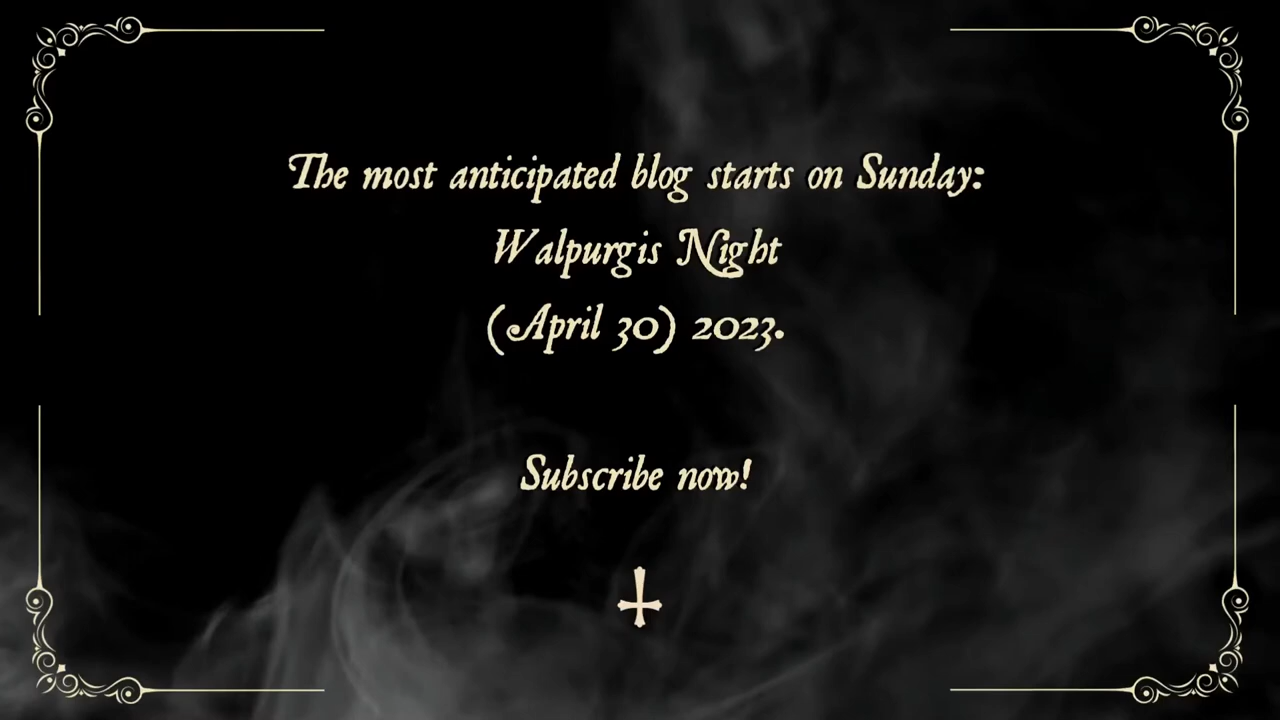 The most anticipated blog starts on Sunday:
Walpurgis Night
(April 30) 2023.
Subscribe now!